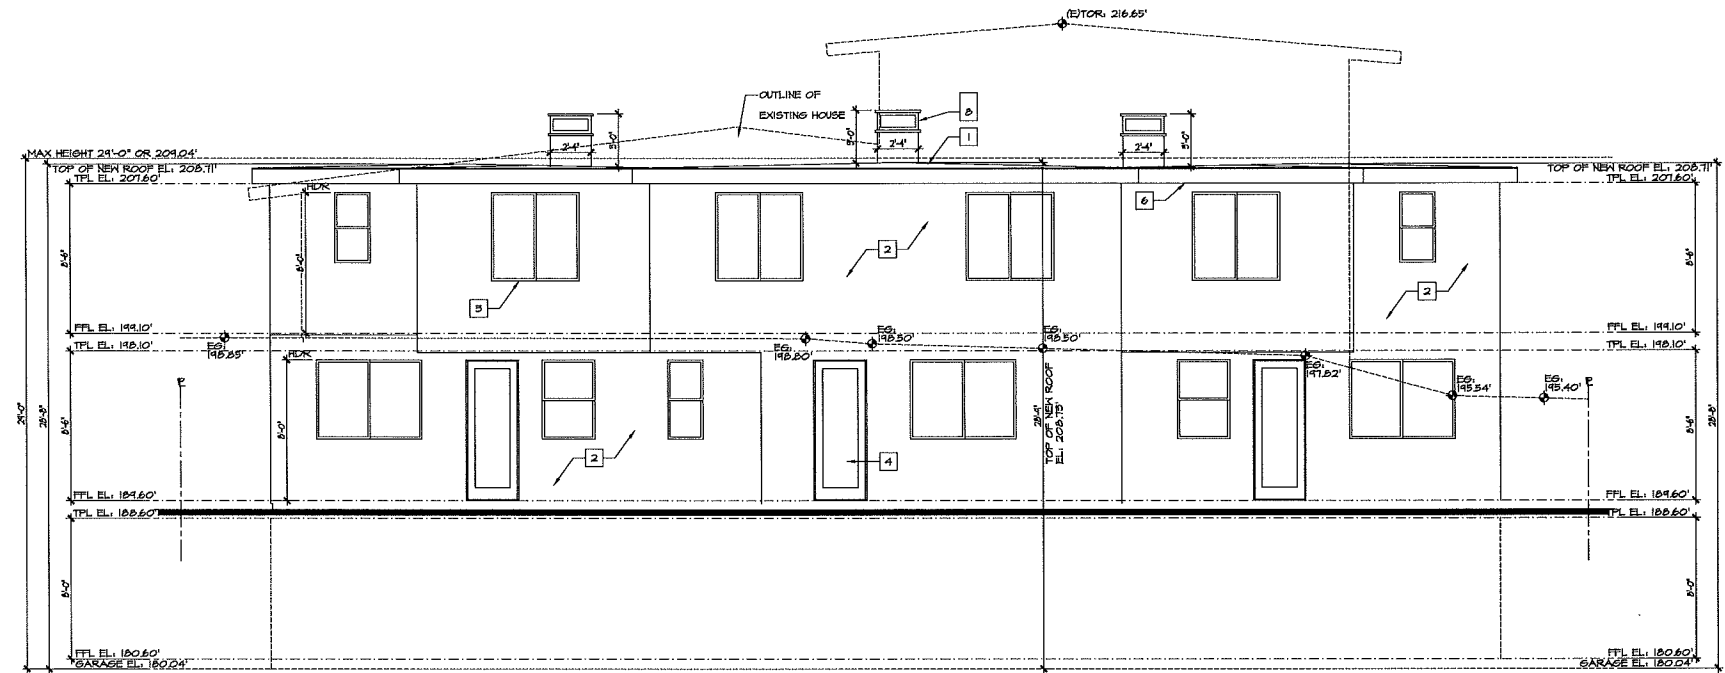 (E)TOR: 216.65'
OUTLINE OF
EXISTING HOUSE
8
1
3'-0"
3'-0"
3'-0"
2'-4"
2'-4"
2'-4"
MAX HEIGHT 29'-0" OR 209.04'
TOP OF NEW ROOF EL: 208.71'
TOP OF NEW ROOF EL: 208.71'
TPL EL: 207.60'
TPL EL: 207.60'
HDR
6
2
2
5
8'-6"
8'-0"
8'-6"
FFL EL: 199.10'
FFL EL: 199.10'
EG:
198.85'
EG:
198.80'
EG:
198.50'
EG:
198.50'
TPL EL: 198.10'
TPL EL: 198.10'
HDR
EG:
197.82'
EG:
195.54'
EG:
195.40'
29'-0"
28'-8"
8'-6"
8'-0"
28'-9"
TOP OF NEW ROOF
EL: 208.75'
8'-6"
28'-8"
2
4
FFL EL: 189.60'
FFL EL: 189.60'
TPL EL: 188.60'
TPL EL: 188.60'
8'-0"
8'-0"
FFL EL: 180.60'
FFL EL: 180.60'
GARAGE EL: 180.04'
GARAGE EL: 180.04'